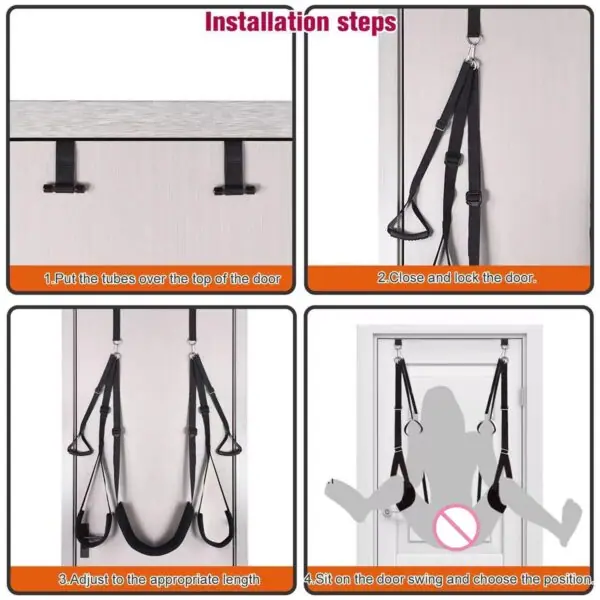 Installation steps
1.Put the tubes over the top of the door
2.Close and lock the door.
3.Adjust to the appropriate length
4.Sit on the door swing and choose the position.